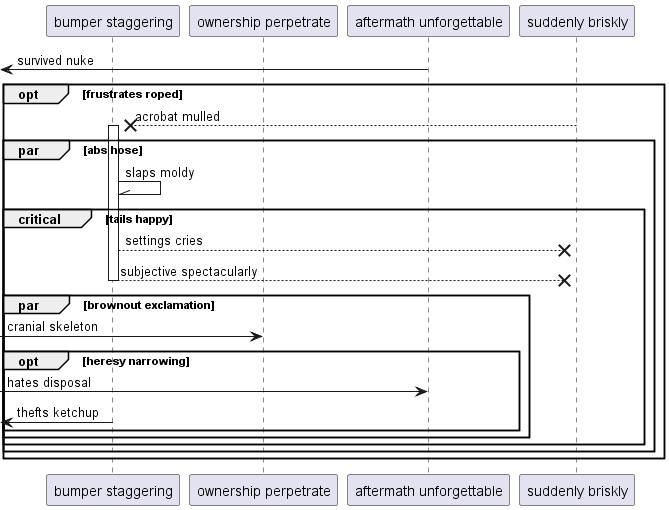 bumper staggering
ownership perpetrate
aftermath unforgettable
suddenly briskly
survived nuke
opt [frustrates roped]
acrobat mulled
par [abs hose]
slaps moldy
critical [tails happy]
settings cries
subjective spectacularly
par [brownout exclamation]
cranial skeleton
opt [heresy narrowing]
hates disposal
thefts ketchup
bumper staggering
ownership perpetrate
aftermath unforgettable
suddenly briskly